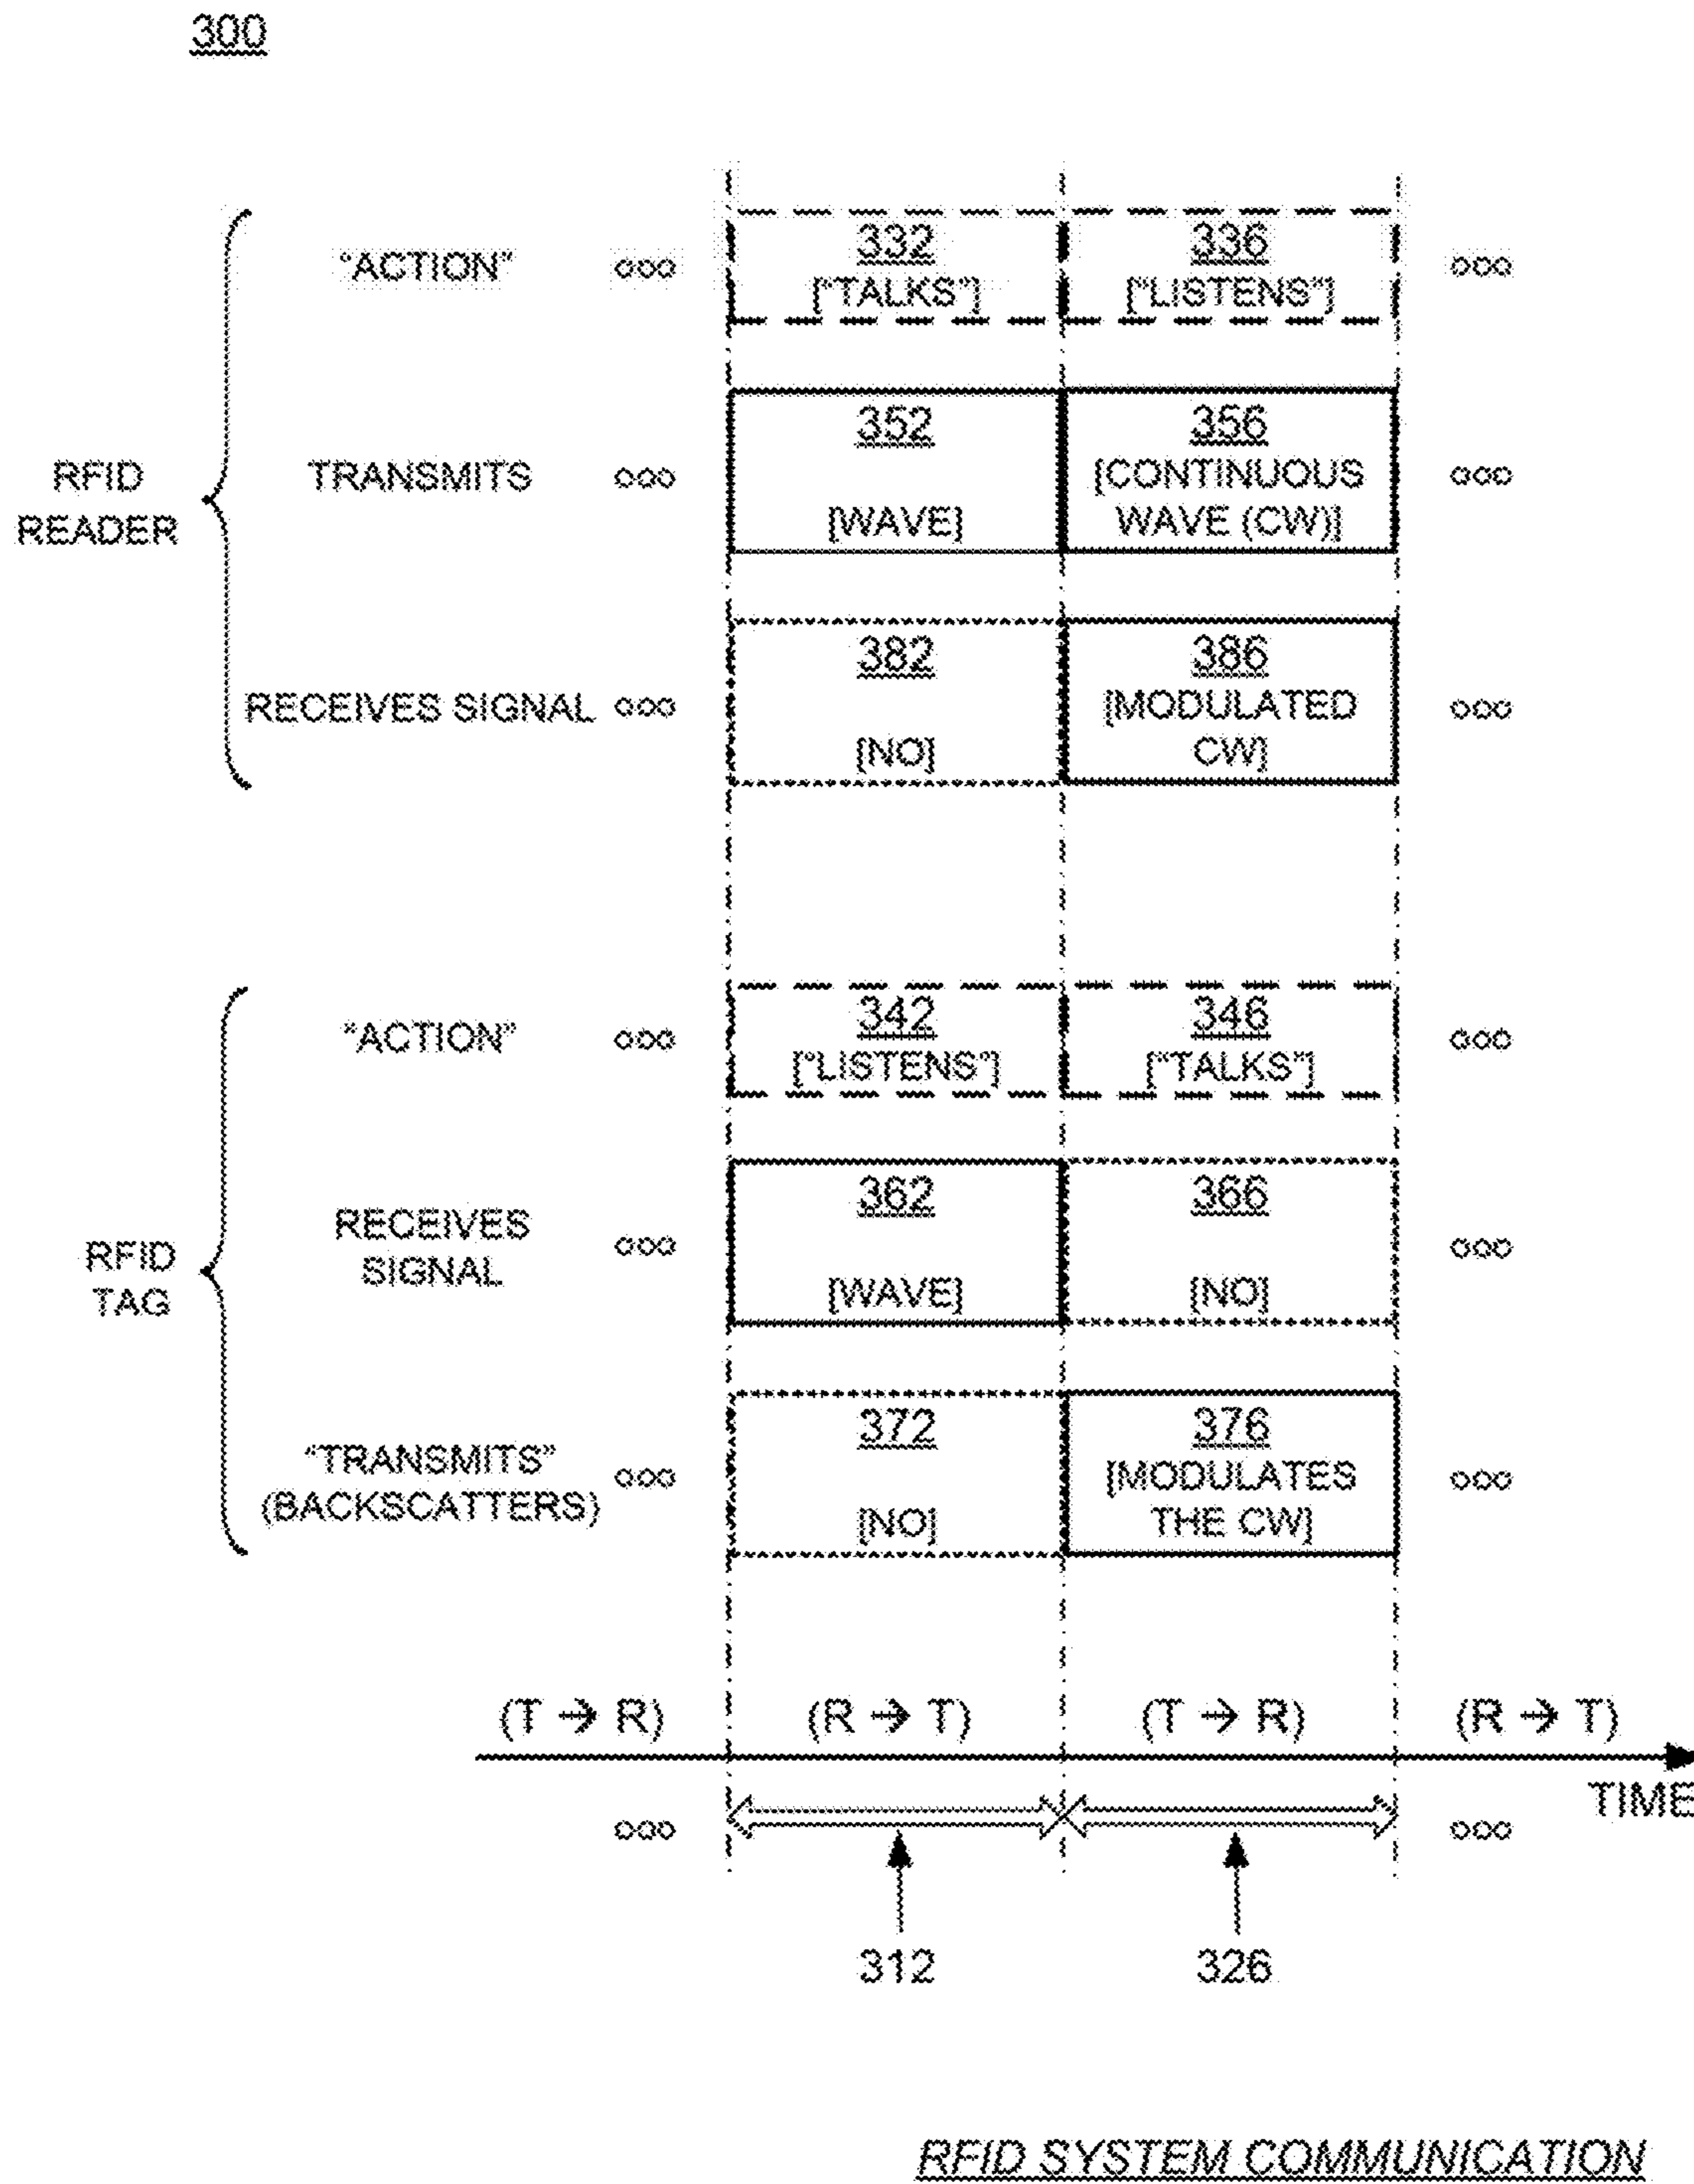 300
"ACTION"
332
["TALKS"]
336
["LISTENS"]
RFID
READER
TRANSMITS
352
[WAVE]
356
[CONTINUOUS
WAVE (CW)]
RECEIVES SIGNAL
382
[NO]
386
[MODULATED
CW]
"ACTION"
342
["LISTENS"]
346
["TALKS"]
RFID
TAG
RECEIVES
SIGNAL
362
[WAVE]
366
[NO]
"TRANSMITS"
(BACKSCATTERS)
372
[NO]
376
[MODULATES
THE CW]
(T → R) (R → T) (T → R) (R → T)
TIME
312 326
RFID SYSTEM COMMUNICATION